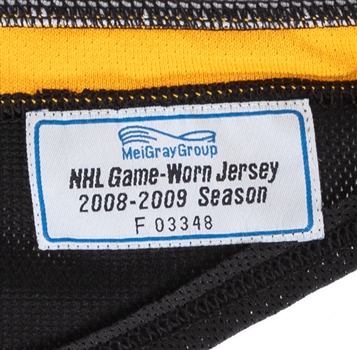 MeiGrayGroup
NHL Game-Worn Jersey
2008-2009 Season
F 03348